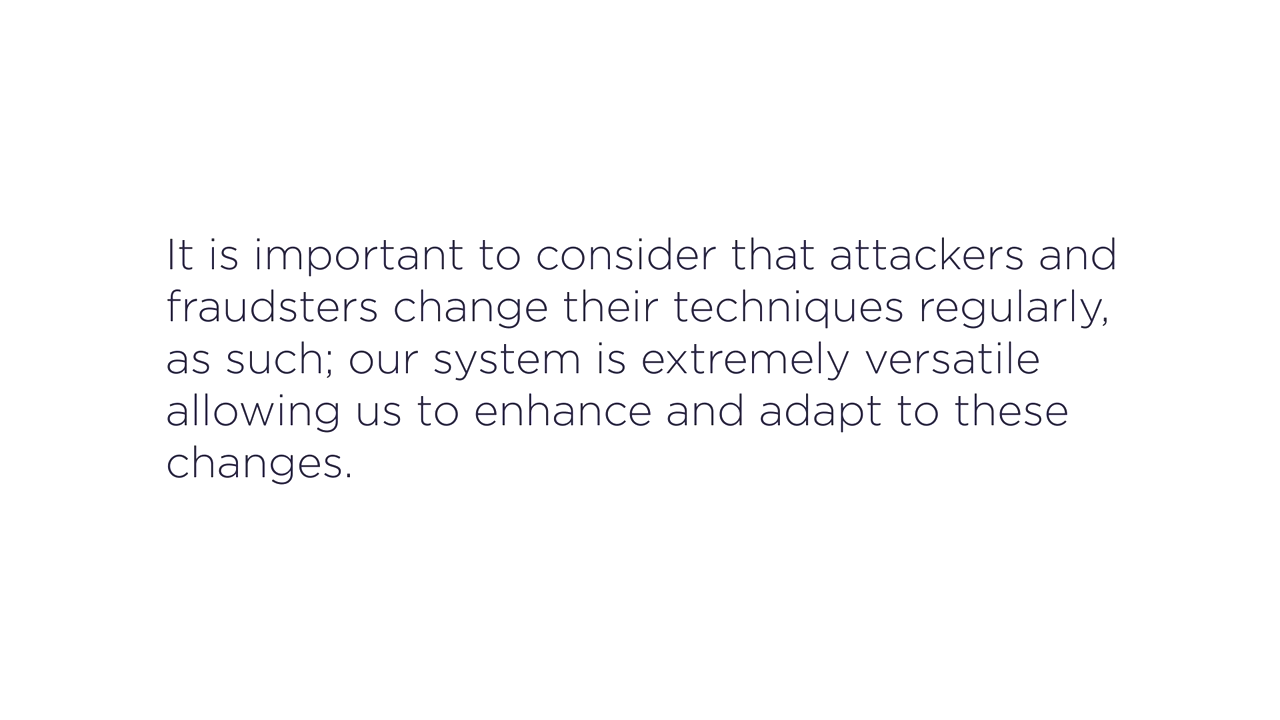 It is important to consider that attackers and
fraudsters change their techniques regularly,
as such; our system is extremely versatile
allowing us to enhance and adapt to these
changes.